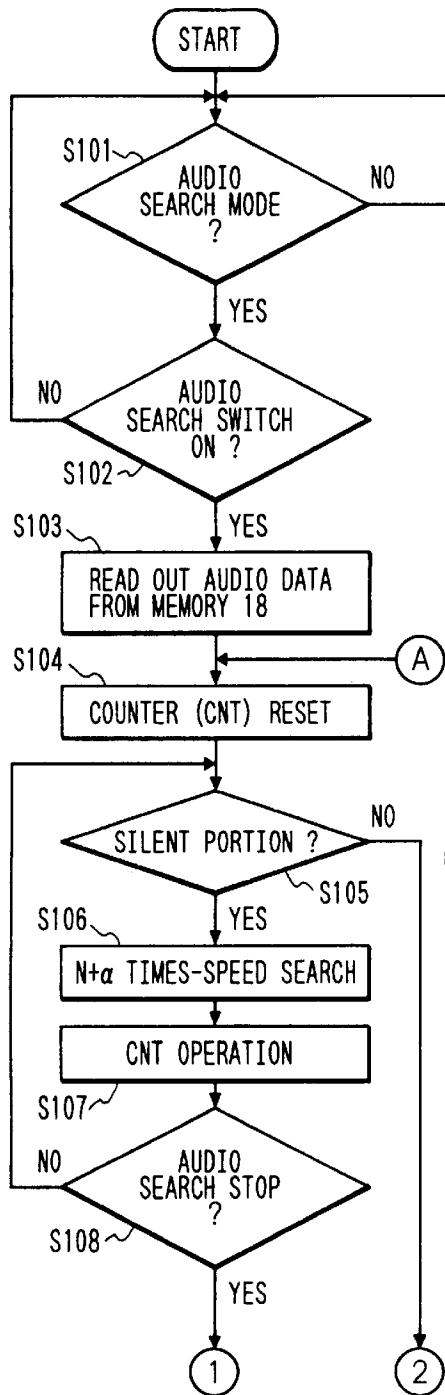 START
S101
AUDIO
SEARCH MODE
?
NO
YES
NO
AUDIO
SEARCH SWITCH
ON ?
S102
YES
S103
READ OUT AUDIO DATA
FROM MEMORY 18
A
S104
COUNTER (CNT) RESET
SILENT PORTION ?
NO
S105
YES
S106
N+α TIMES-SPEED SEARCH
CNT OPERATION
S107
NO
AUDIO
SEARCH STOP
?
S108
YES
1
2